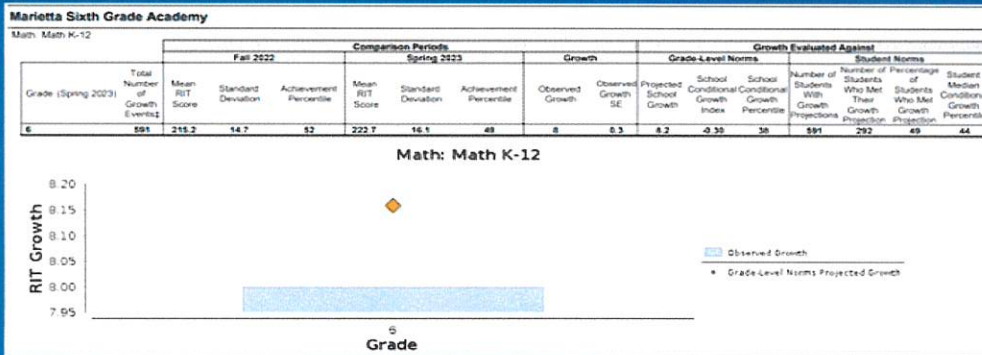 Marietta Sixth Grade Academy
Math: Math K-12
Comparison Periods Growth Evaluated Against
Fall 2022 Spring 2023 Growth Grade-Level Norms Student Norms
Grade (Spring 2023) Total Number of Growth Events‡ Mean RIT Score Standard Deviation Achievement Percentile Mean RIT Score Standard Deviation Achievement Percentile Observed Growth Observed Growth SE Projected School Growth School Conditional Growth Index School Conditional Growth Percentile Number of Students With Growth Projections Number of Students Who Met Their Growth Projection Percentage of Students Who Met Growth Projection Student Median Conditional Growth Percentile
6 591 215.2 14.7 52 222.7 16.1 49 8 0.3 8.2 -0.30 38 591 292 49 44
Math: Math K-12
RIT Growth
8.20
8.15
8.10
8.05
8.00
7.95
6
Grade
Observed Growth
Grade-Level Norms Projected Growth